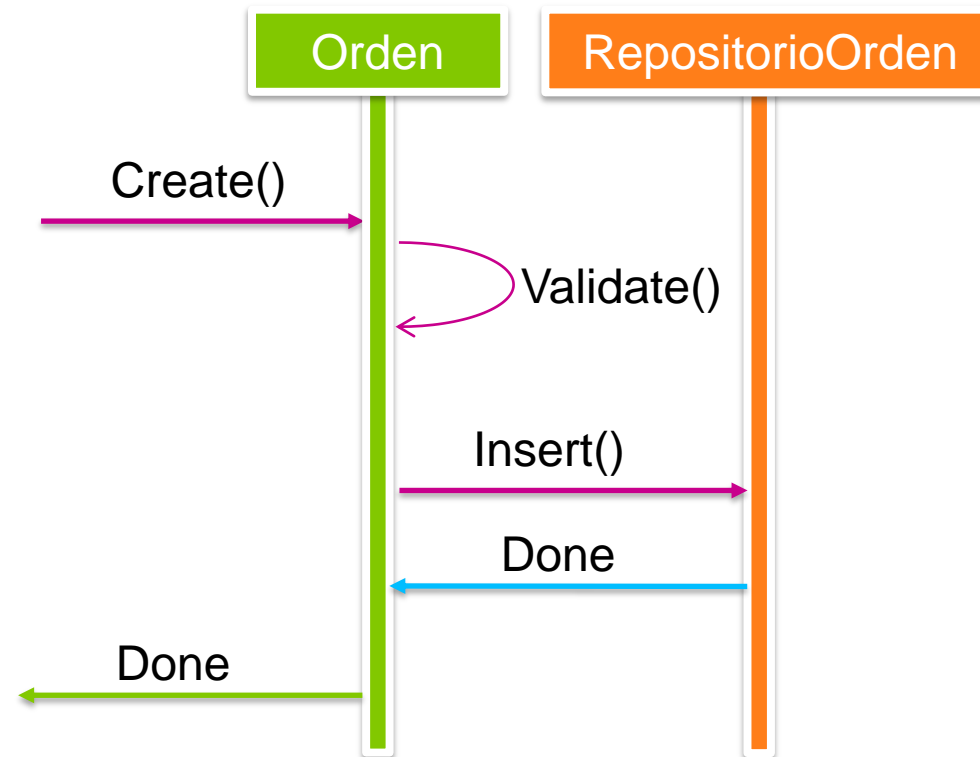 Orden
RepositorioOrden
Create()
Validate()
Insert()
Done
Done